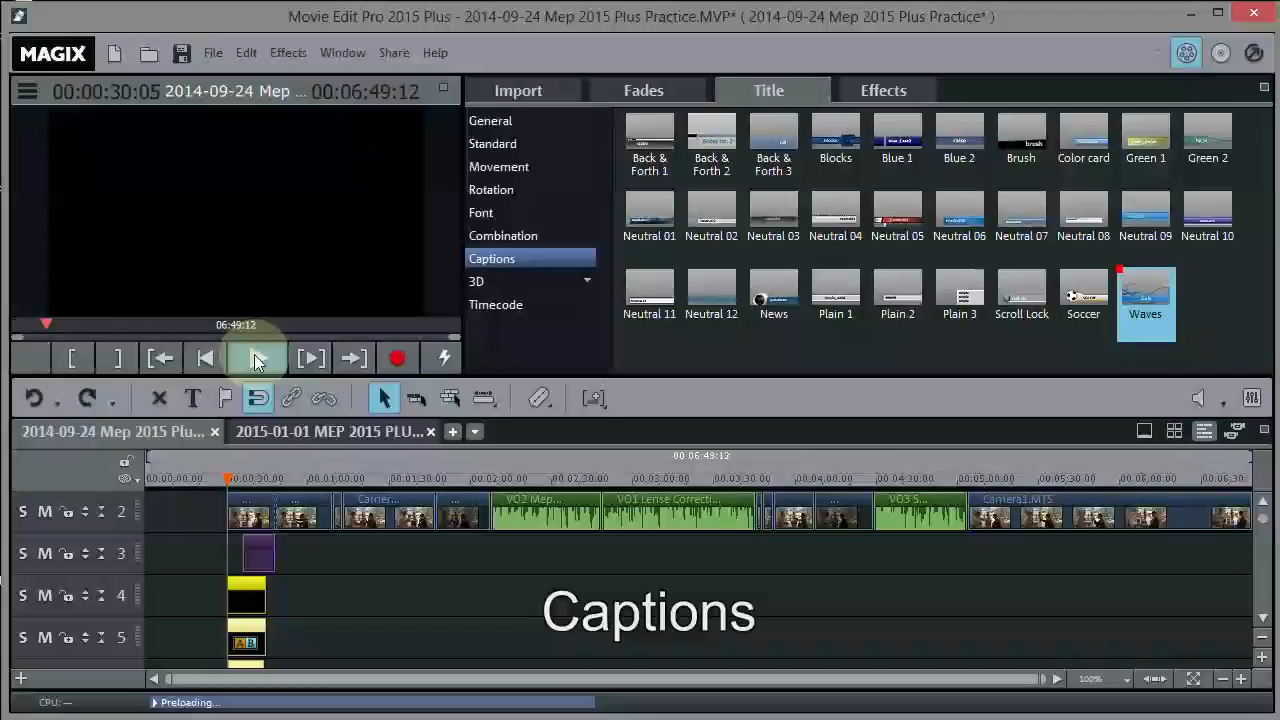 Movie Edit Pro 2015 Plus - 2014-09-24 Mep 2015 Plus Practice.MVP* ( 2014-09-24 Mep 2015 Plus Practice* )
MAGIX File Edit Effects Window Share Help
00:00:30:05 2014-09-24 Mep ... 00:06:49:12
Import Fades Title Effects
General
Standard
Movement
Rotation
Font
Combination
Captions
3D
Timecode
Back & Forth 1 Back & Forth 2 Back & Forth 3 Blocks Blue 1 Blue 2 Brush Color card Green 1 Green 2
Neutral 01 Neutral 02 Neutral 03 Neutral 04 Neutral 05 Neutral 06 Neutral 07 Neutral 08 Neutral 09 Neutral 10
Neutral 11 Neutral 12 News Plain 1 Plain 2 Plain 3 Scroll Lock Soccer Waves
06:49:12
2014-09-24 Mep 2015 Plu... 2015-01-01 MEP 2015 PLU...
00:06:49:12
00:00:00:00 00:00:30:00 00:01:00:00 00:01:30:00 00:02:00:00 00:02:30:00 00:03:00:00 00:03:30:00 00:04:00:00 00:04:30:00 00:05:00:00 00:05:30:00 00:06:00:00 00:06:30
... ... Camer... ... VO2 Mep... VO1 Lense Correcti... ... VO3 S... Camera1.MTS
S M 2
S M 3
S M 4
S M 5
A B
Captions
100%
CPU: — Preloading...